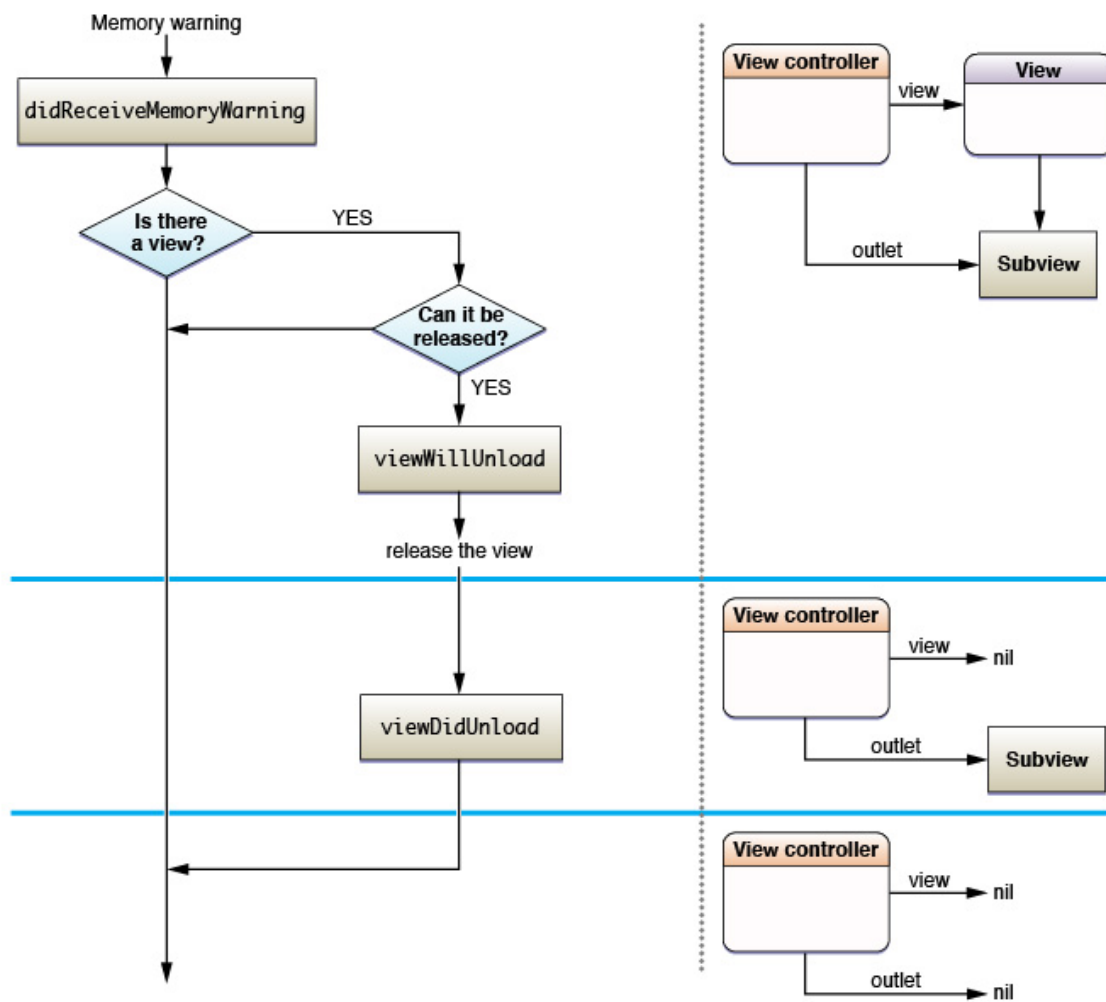 Memory warning
didReceiveMemoryWarning
Is there
a view?
YES
Can it be
released?
YES
viewWillUnload
release the view
viewDidUnload
View controller
view
View
outlet
Subview
View controller
view
nil
outlet
Subview
View controller
view
nil
outlet
nil